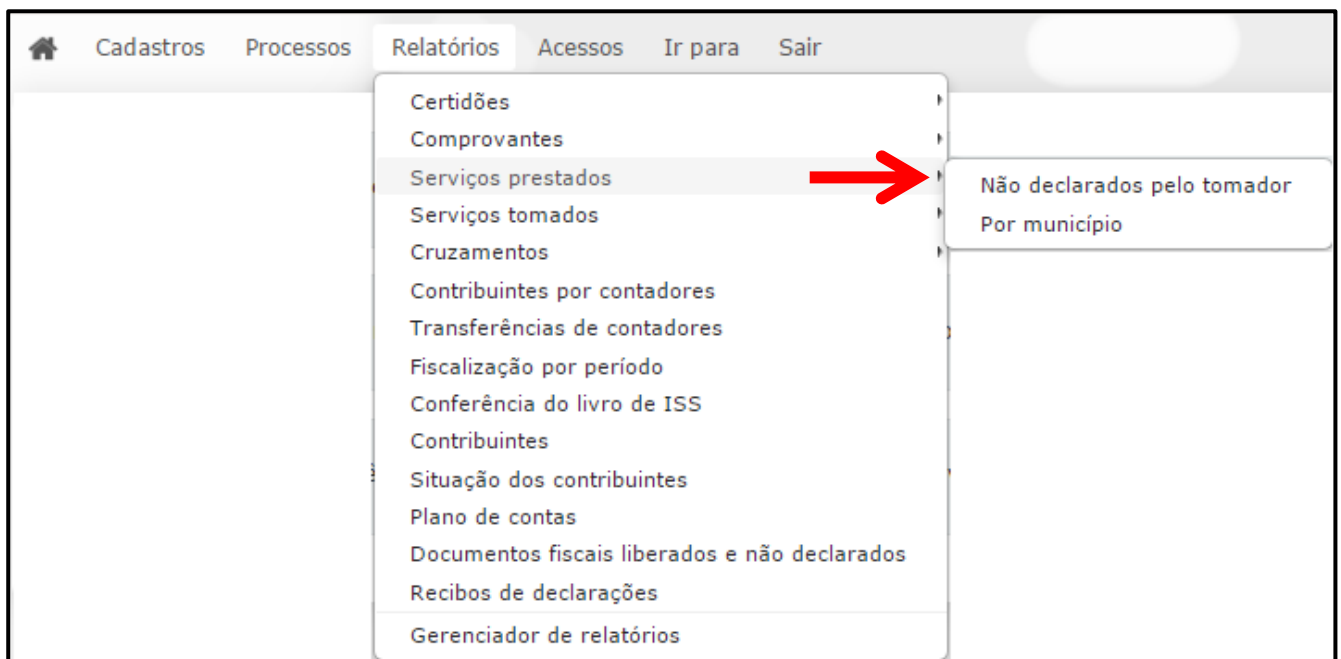 Cadastros Processos Relatórios Acessos Ir para Sair
Certidões
Comprovantes
Serviços prestados
Não declarados pelo tomador
Por município
Serviços tomados
Cruzamentos
Contribuintes por contadores
Transferências de contadores
Fiscalização por período
Conferência do livro de ISS
Contribuintes
Situação dos contribuintes
Plano de contas
Documentos fiscais liberados e não declarados
Recibos de declarações
Gerenciador de relatórios